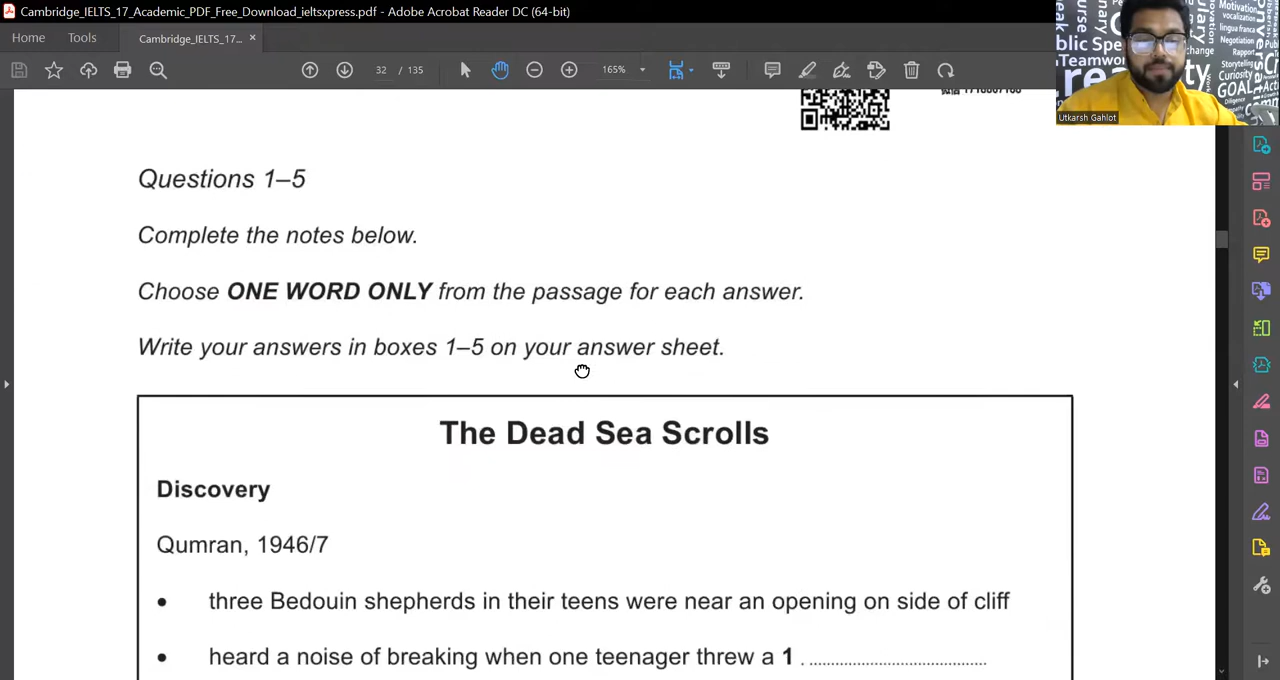 Cambridge_IELTS_17_Academic_PDF_Free_Download_ieltsxpress.pdf - Adobe Acrobat Reader DC (64-bit)
Home Tools Cambridge_IELTS_17... ×
32 / 135 165%
Utkarsh Gahlot
Questions 1–5
Complete the notes below.
Choose ONE WORD ONLY from the passage for each answer.
Write your answers in boxes 1–5 on your answer sheet.
The Dead Sea Scrolls
Discovery
Qumran, 1946/7
• three Bedouin shepherds in their teens were near an opening on side of cliff
• heard a noise of breaking when one teenager threw a 1 . ........................................